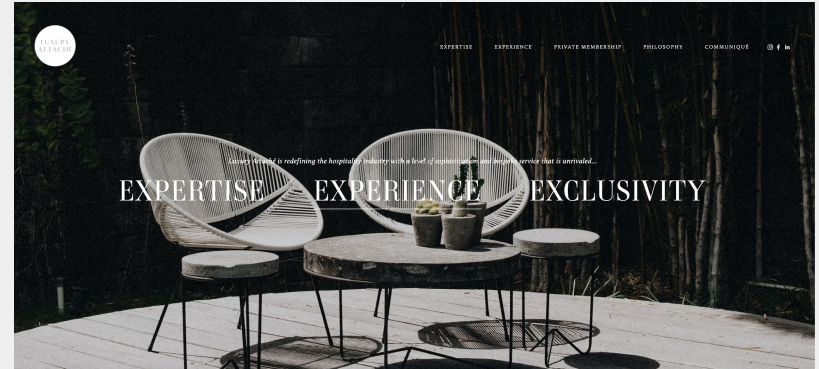 LUXURY
ATTACHÉ
EXPERTISE EXPERIENCE PRIVATE MEMBERSHIP PHILOSOPHY COMMUNIQUÉ
Luxury Attaché is redefining the hospitality industry with a level of sophistication and bespoke service that is unrivaled...
EXPERTISE EXPERIENCE EXCLUSIVITY